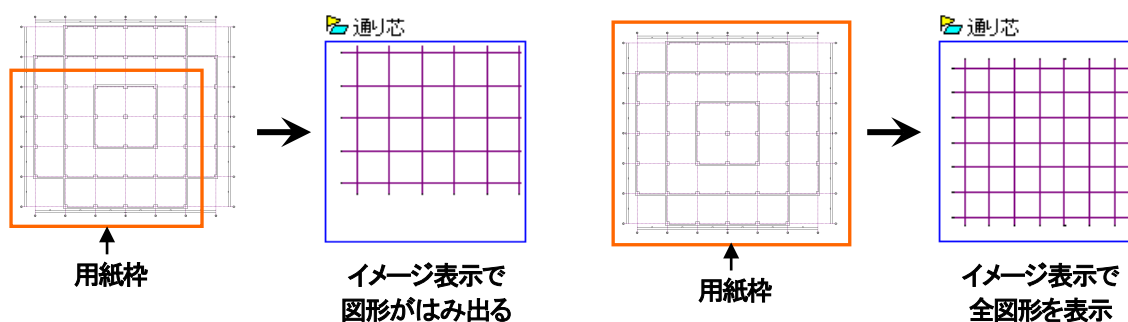 通り芯
用紙枠
イメージ表示で
図形がはみ出る
通り芯
用紙枠
イメージ表示で
全図形を表示